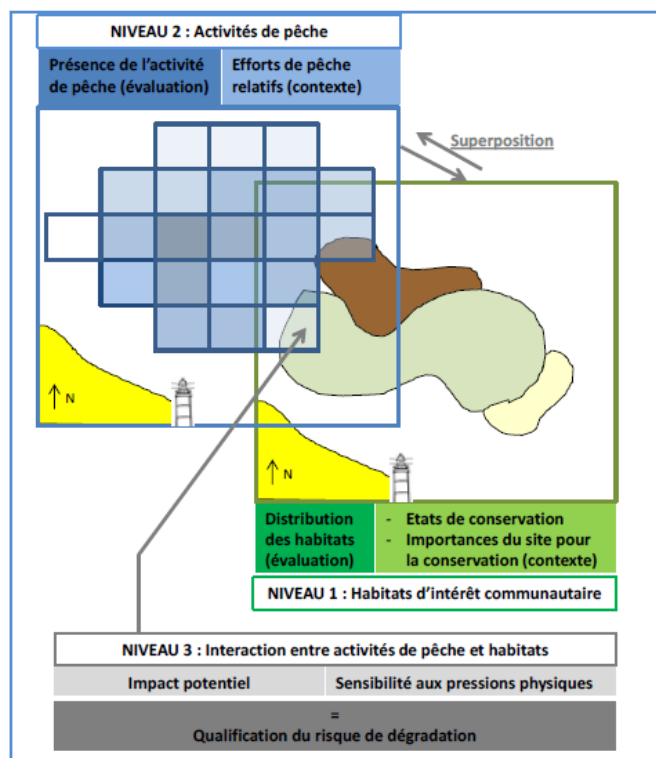 NIVEAU 2 : Activités de pêche
Présence de l'activité
de pêche (évaluation)
Efforts de pêche
relatifs (contexte)
Superposition
N
N
Distribution
des habitats
(évaluation)
- Etats de conservation
- Importances du site pour
la conservation (contexte)
NIVEAU 1 : Habitats d'intérêt communautaire
NIVEAU 3 : Interaction entre activités de pêche et habitats
Impact potentiel
Sensibilité aux pressions physiques
=
Qualification du risque de dégradation